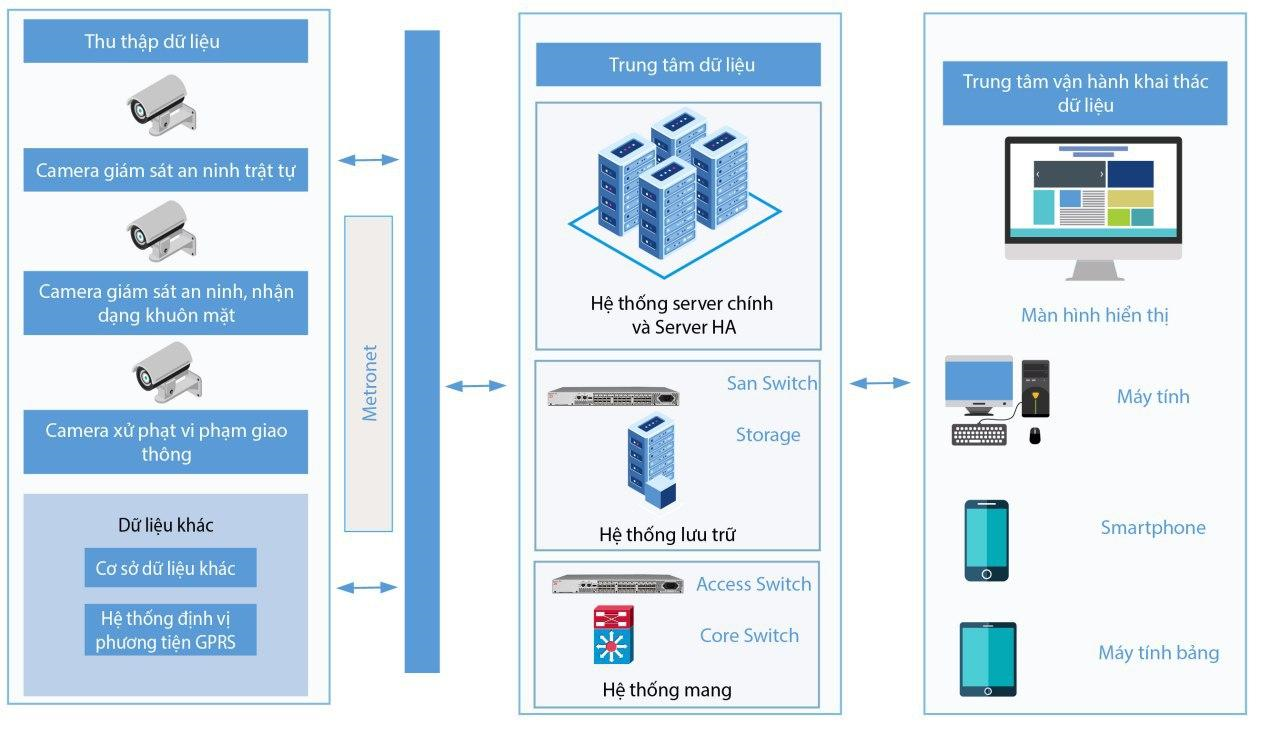 Thu thập dữ liệu
Camera giám sát an ninh trật tự
Camera giám sát an ninh, nhận
dạng khuôn mặt
Camera xử phạt vi phạm giao
thông
Dữ liệu khác
Cơ sở dữ liệu khác
Hệ thống định vị
phương tiện GPRS
Metronet
Trung tâm dữ liệu
Hệ thống server chính
và Server HA
San Switch
Storage
Hệ thống lưu trữ
Access Switch
Core Switch
Hệ thống mang
Trung tâm vận hành khai thác
dữ liệu
Màn hình hiển thị
Máy tính
Smartphone
Máy tính bảng